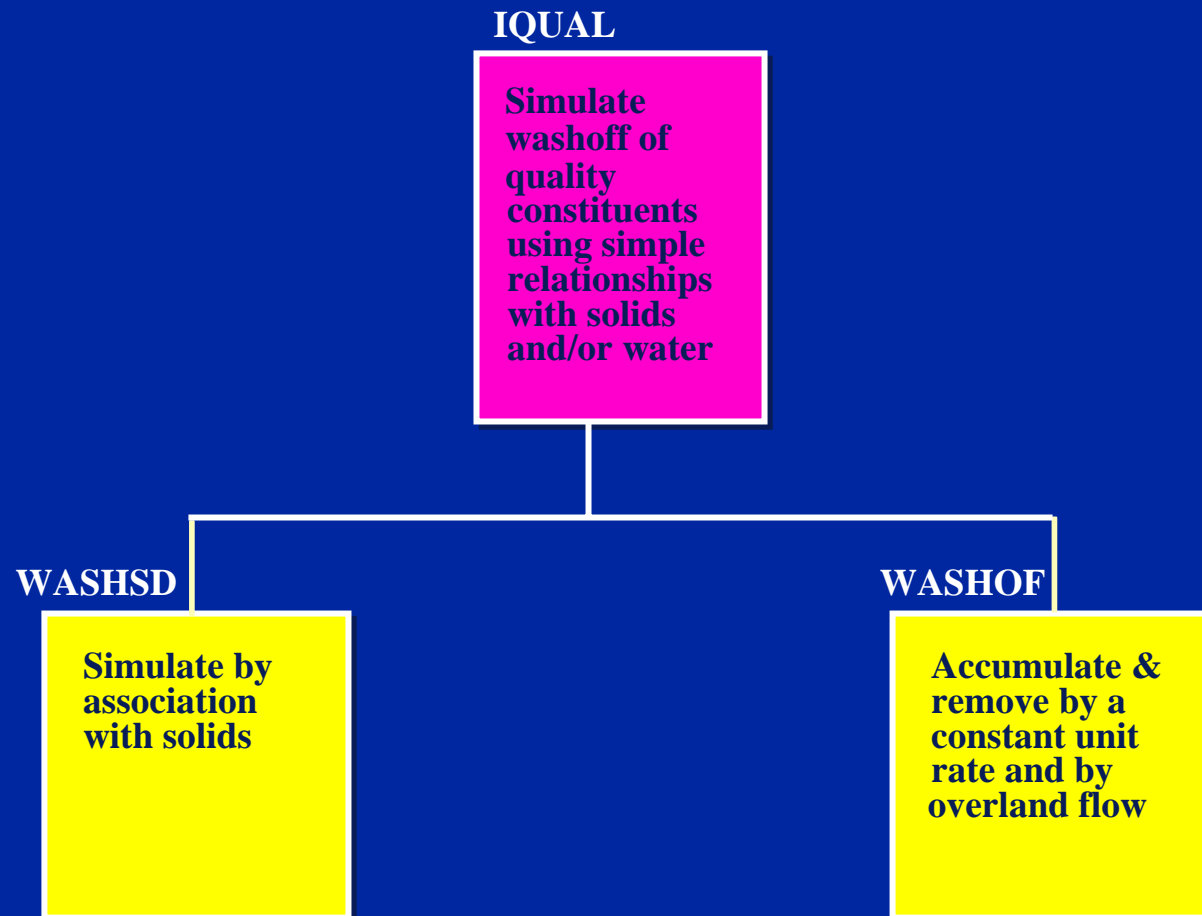 IQUAL
Simulate
washoff of
quality
constituents
using simple
relationships
with solids
and/or water
WASHSD
Simulate by
association
with solids
WASHOF
Accumulate &
remove by a
constant unit
rate and by
overland flow